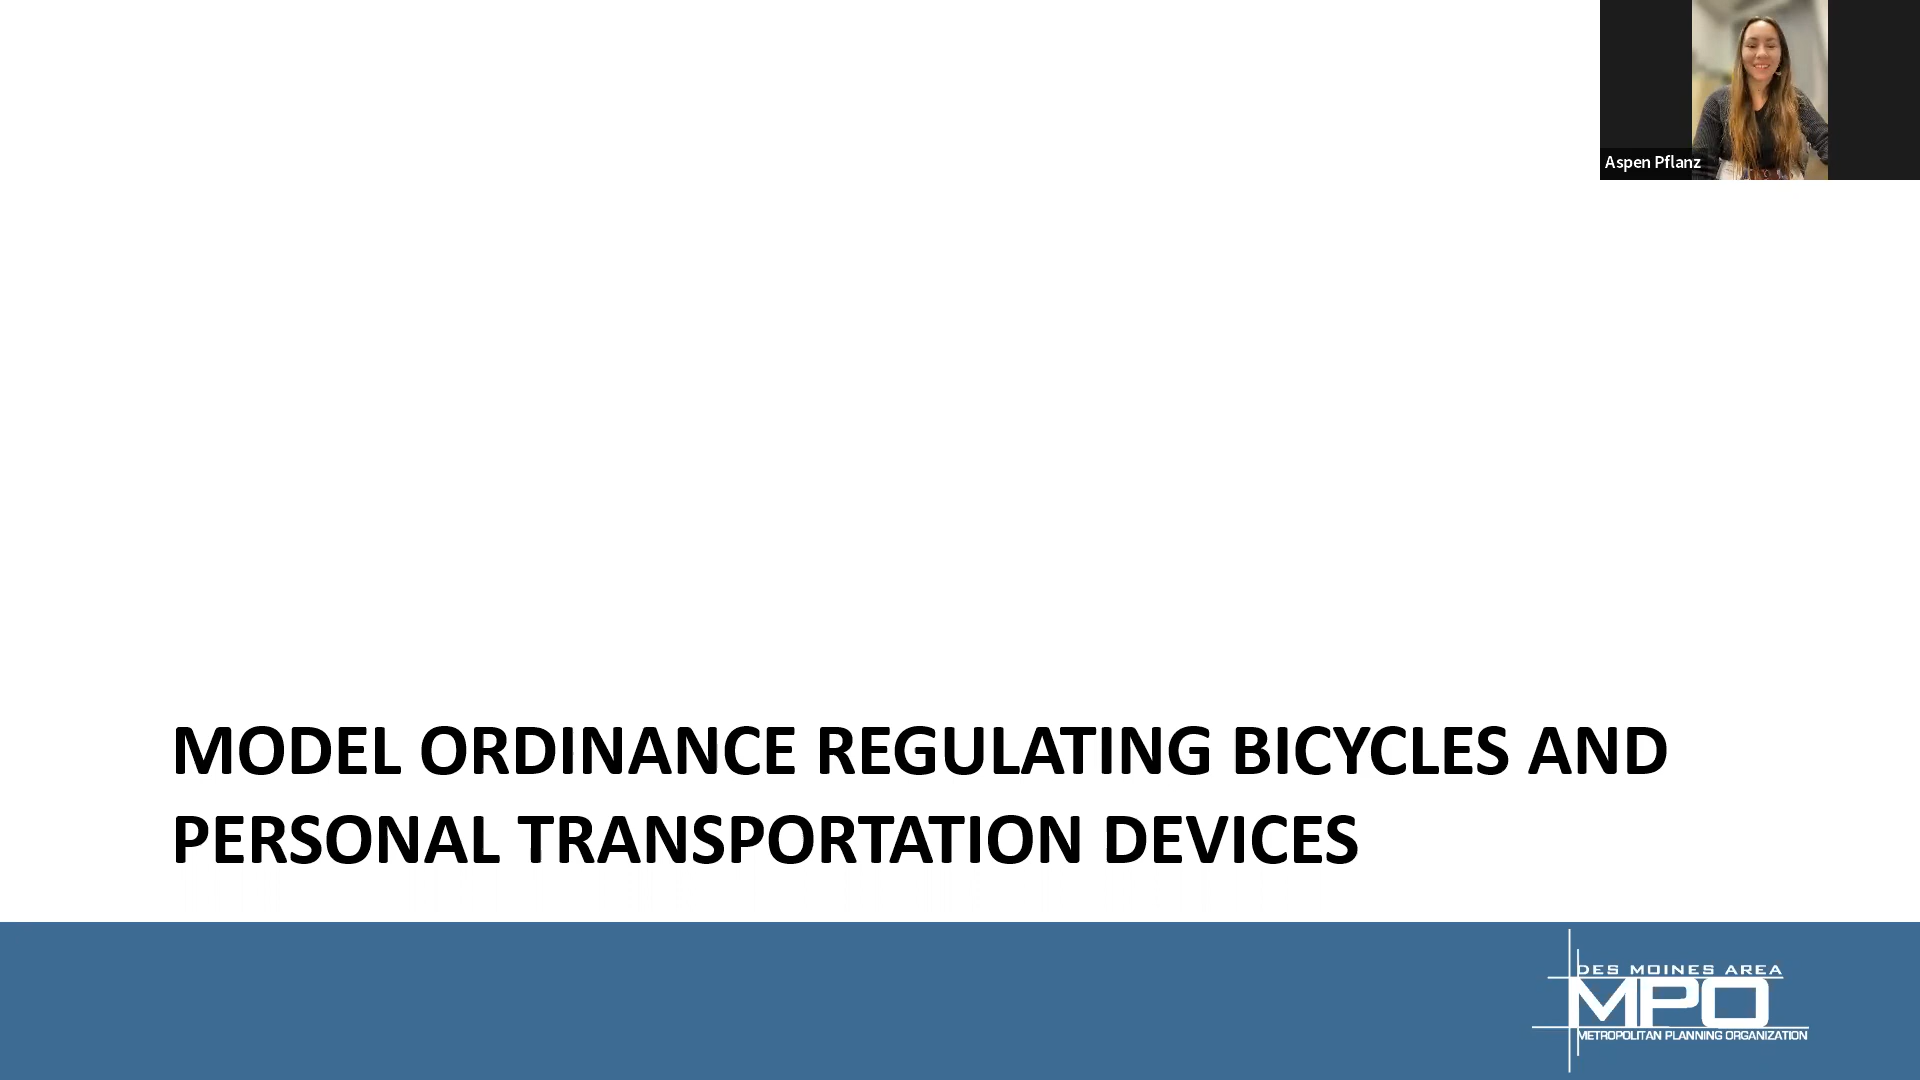 Aspen Pflanz
MODEL ORDINANCE REGULATING BICYCLES AND
PERSONAL TRANSPORTATION DEVICES
DES MOINES AREA
MPO
METROPOLITAN PLANNING ORGANIZATION